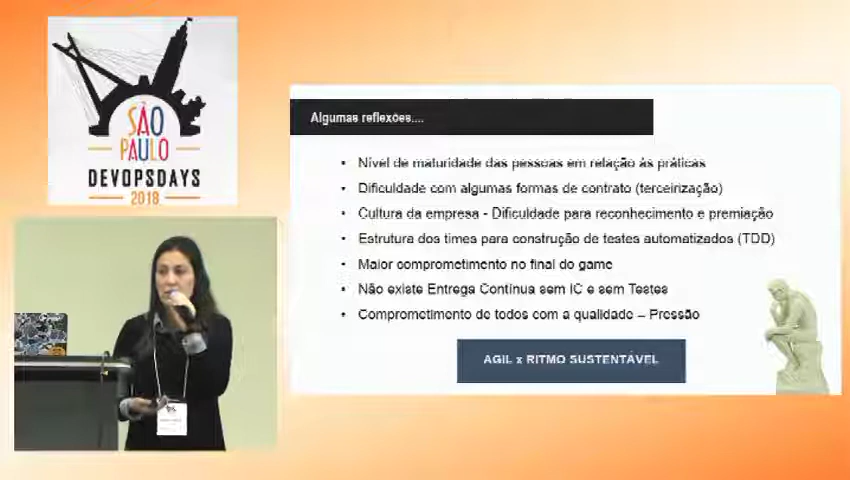 SÃO
PAULO
DEVOPSDAYS
2018
Algumas reflexões....
• Nível de maturidade das pessoas em relação às práticas
• Dificuldade com algumas formas de contrato (terceirização)
• Cultura da empresa - Dificuldade para reconhecimento e premiação
• Estrutura dos times para construção de testes automatizados (TDD)
• Maior comprometimento no final do game
• Não existe Entrega Contínua sem IC e sem Testes
• Comprometimento de todos com a qualidade – Pressão
AGIL x RITMO SUSTENTÁVEL